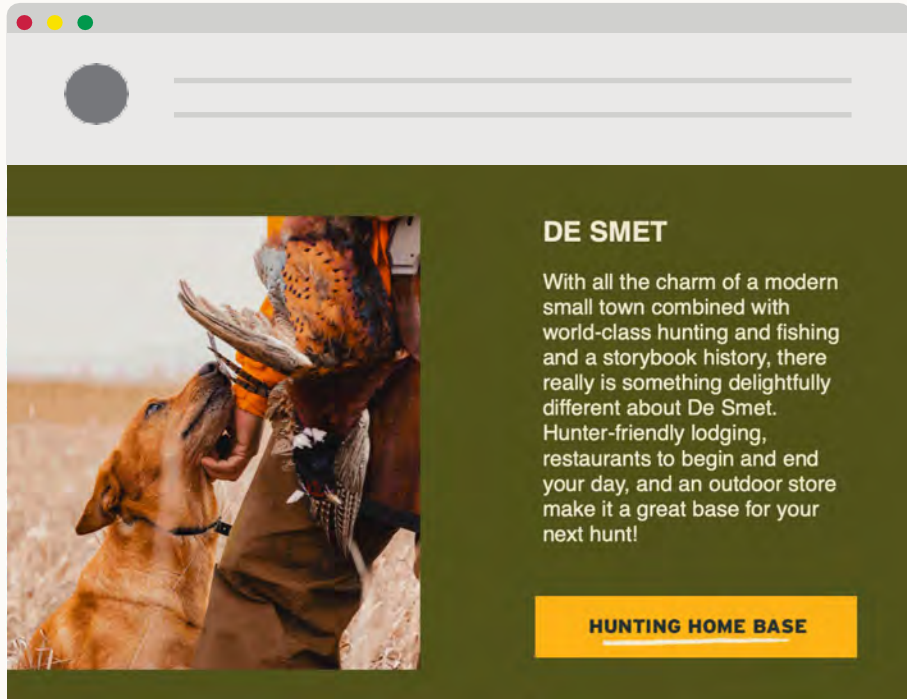 DE SMET
With all the charm of a modern
small town combined with
world-class hunting and fishing
and a storybook history, there
really is something delightfully
different about De Smet.
Hunter-friendly lodging,
restaurants to begin and end
your day, and an outdoor store
make it a great base for your
next hunt!
HUNTING HOME BASE